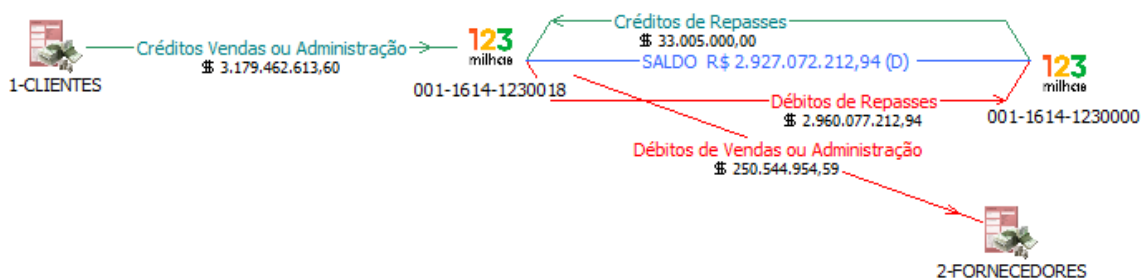 Créditos de Repasses
$ 33.005.000,00
Créditos Vendas ou Administração
$ 3.179.462.613,60
1-CLIENTES
123
milhas
001-1614-1230018
SALDO R$ 2.927.072.212,94 (D)
123
milhas
001-1614-1230000
Débitos de Repasses
$ 2.960.077.212,94
Débitos de Vendas ou Administração
$ 250.544.954,59
2-FORNECEDORES